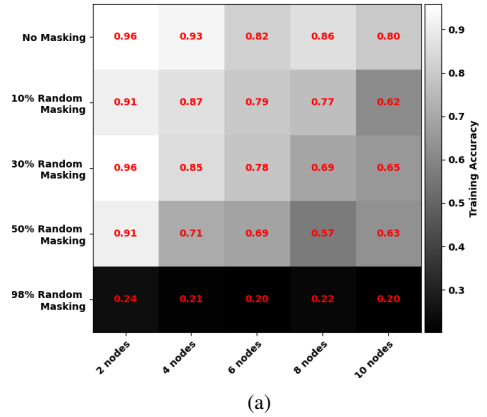 No Masking
0.96 0.93 0.82 0.86 0.80
10% Random
Masking
0.91 0.87 0.79 0.77 0.62
30% Random
Masking
0.96 0.85 0.78 0.69 0.65
50% Random
Masking
0.91 0.71 0.69 0.57 0.63
98% Random
Masking
0.24 0.21 0.20 0.22 0.20
2 nodes
4 nodes
6 nodes
8 nodes
10 nodes
0.9
0.8
0.7
0.6
0.5
0.4
0.3
Training Accuracy
(a)